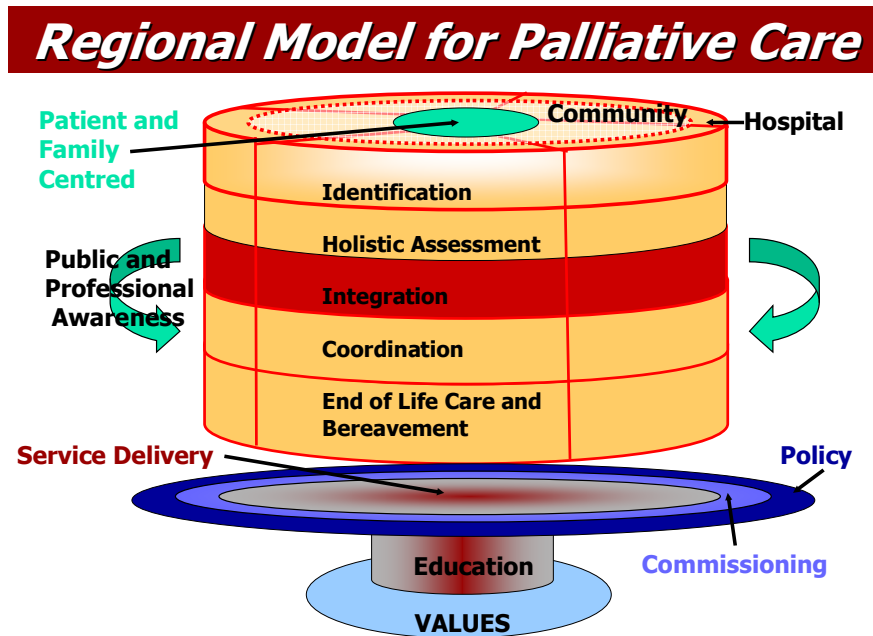 Regional Model for Palliative Care
Patient and
Family
Centred
Community
Hospital
Identification
Holistic Assessment
Public and
Professional
Awareness
Integration
Coordination
End of Life Care and
Bereavement
Service Delivery
Policy
Education
Commissioning
VALUES